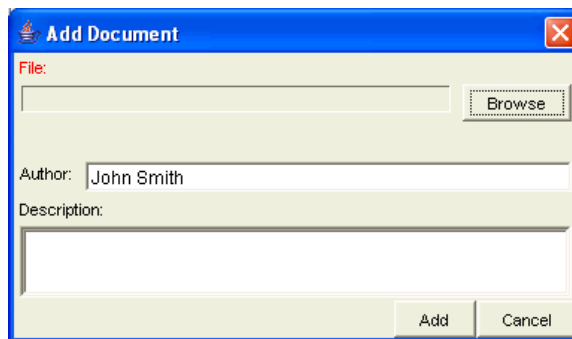 Add Document
File:
Browse
Author: John Smith
Description:
Add Cancel